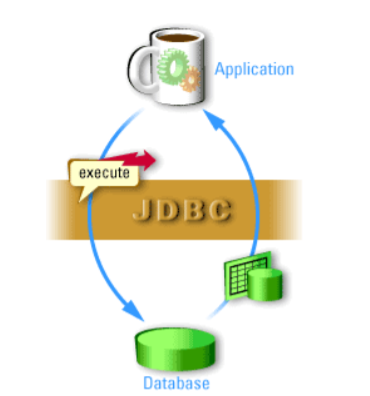 Application
execute
JDBC
Database